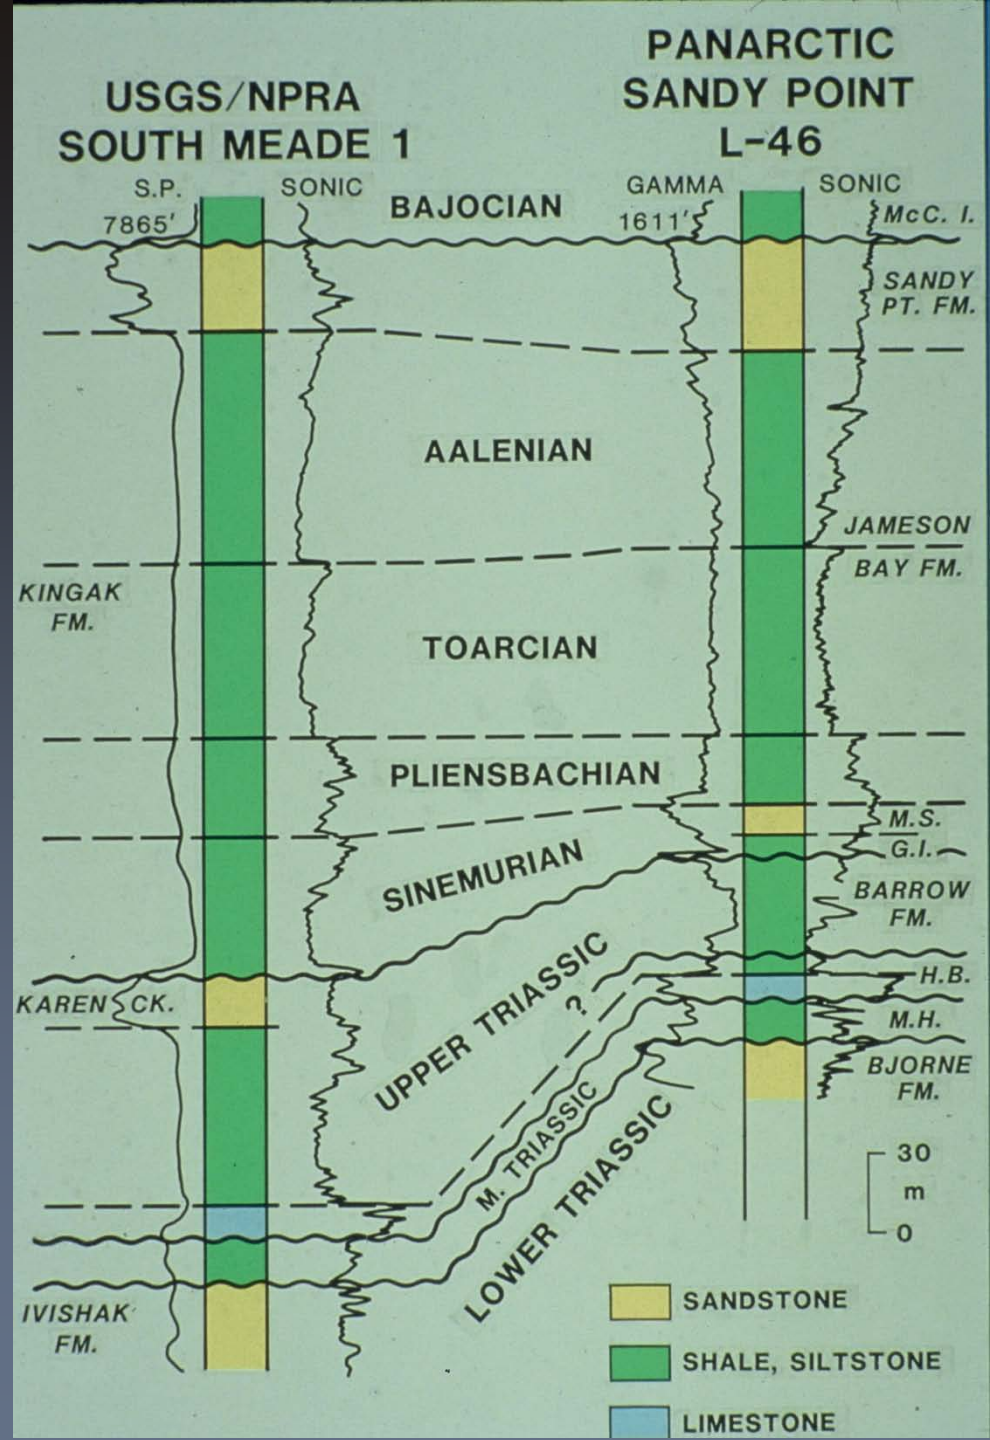 PANARCTIC
SANDY POINT
L-46
USGS/NPRA
SOUTH MEADE 1
S.P.
SONIC
GAMMA
SONIC
7865'
BAJOCIAN
1611'
McC. I.
SANDY
PT. FM.
AALENIAN
JAMESON
BAY FM.
KINGAK
FM.
TOARCIAN
PLIENSBACHIAN
M.S.
G.I.
SINEMURIAN
BARROW
FM.
UPPER TRIASSIC
?
H.B.
KAREN CK.
M.H.
BJORNE
FM.
M. TRIASSIC
LOWER TRIASSIC
30
m
0
IVISHAK
FM.
SANDSTONE
SHALE, SILTSTONE
LIMESTONE